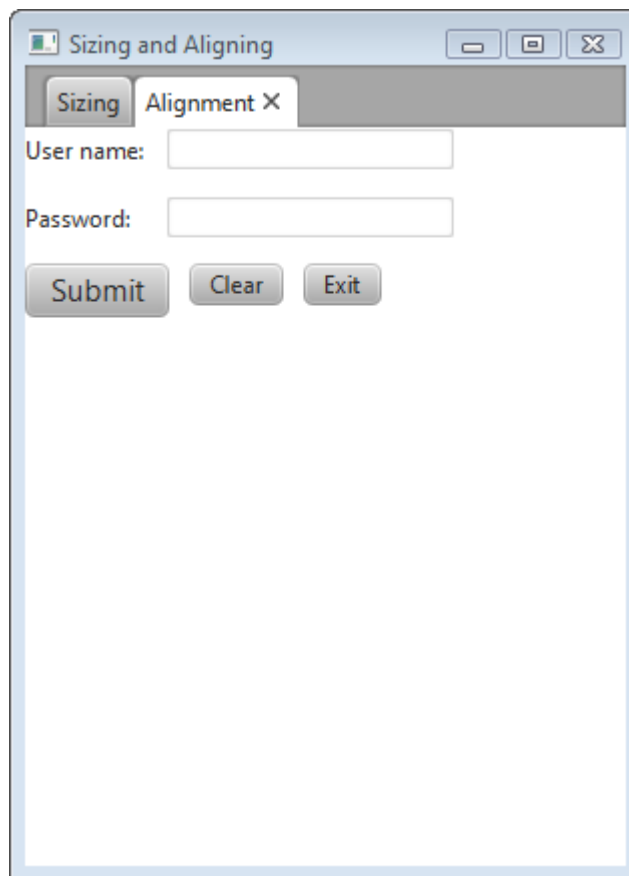 Sizing and Aligning
Sizing Alignment
User name:
Password:
Submit Clear Exit